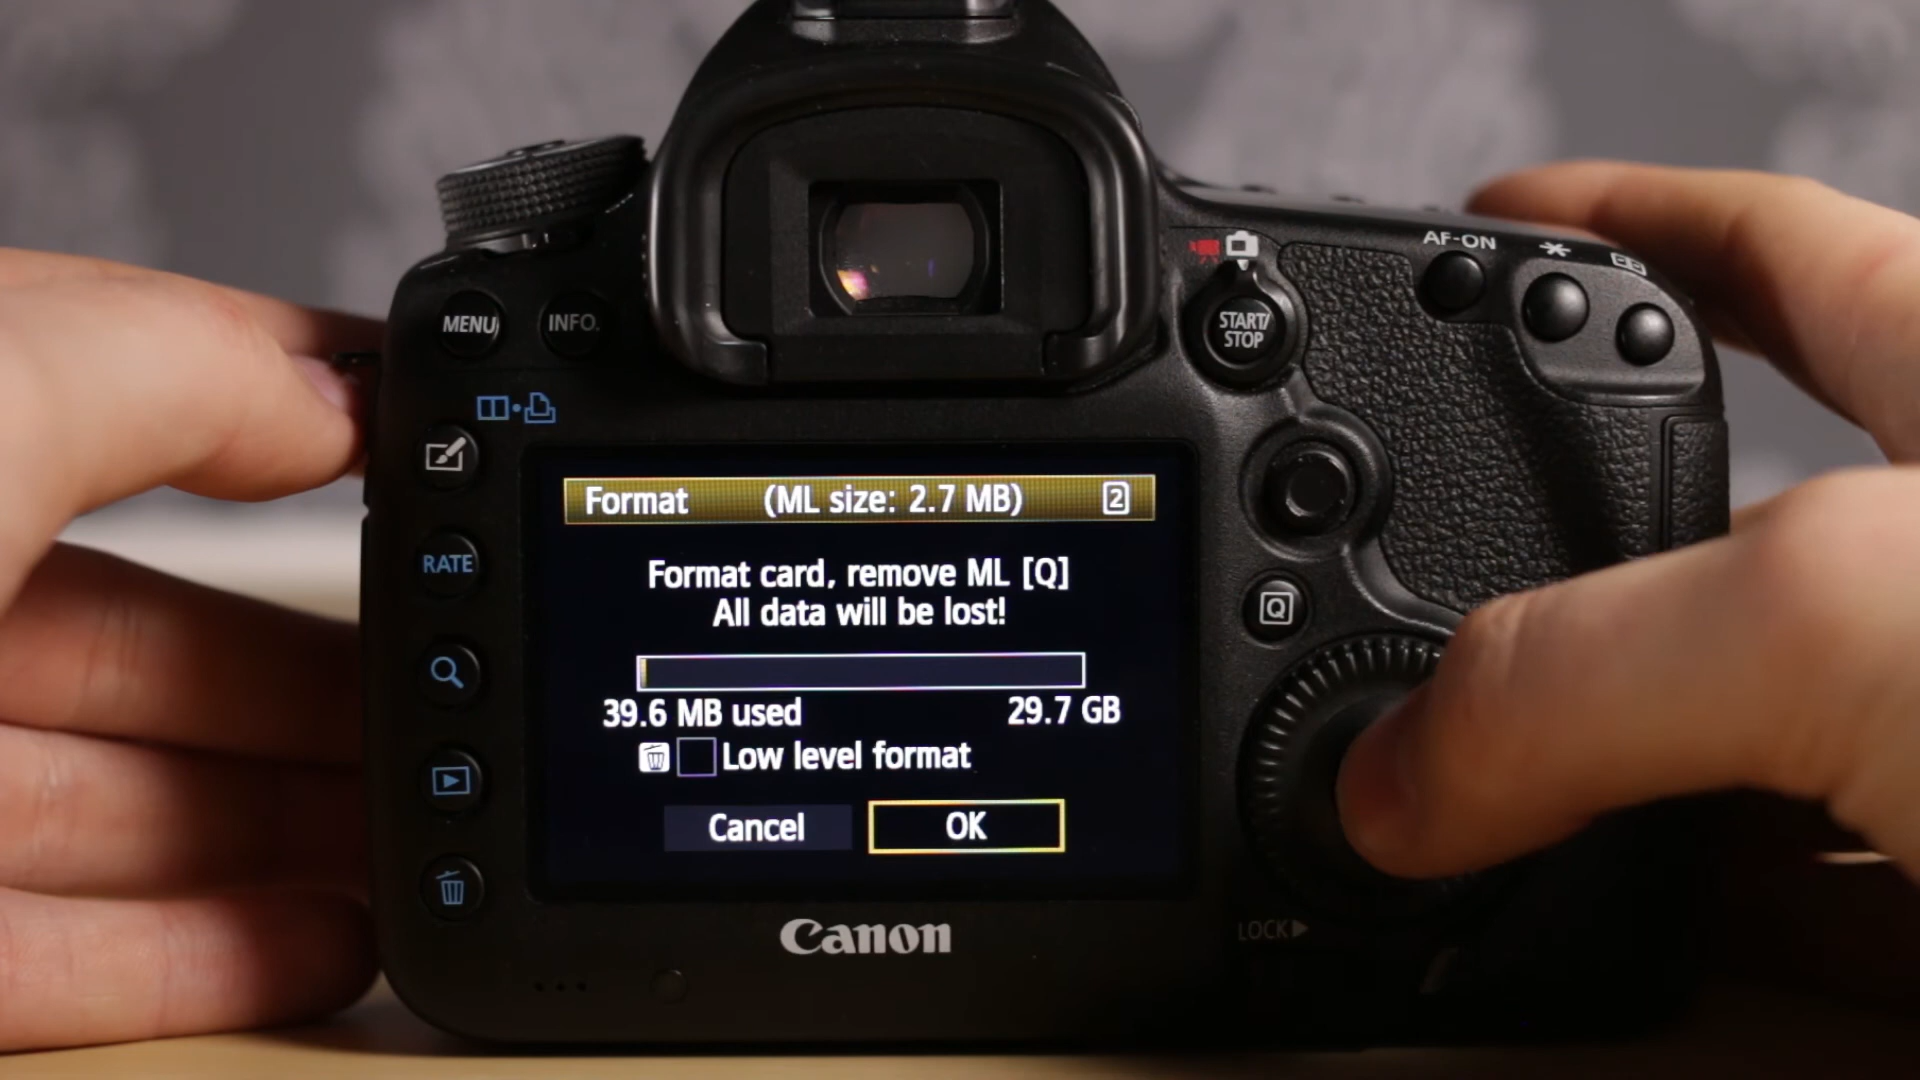 AF-ON
MENU
INFO.
START/
STOP
RATE
Format (ML size: 2.7 MB) 2
Format card, remove ML [Q]
All data will be lost!
Q
39.6 MB used 29.7 GB
Low level format
Cancel OK
Canon
LOCK